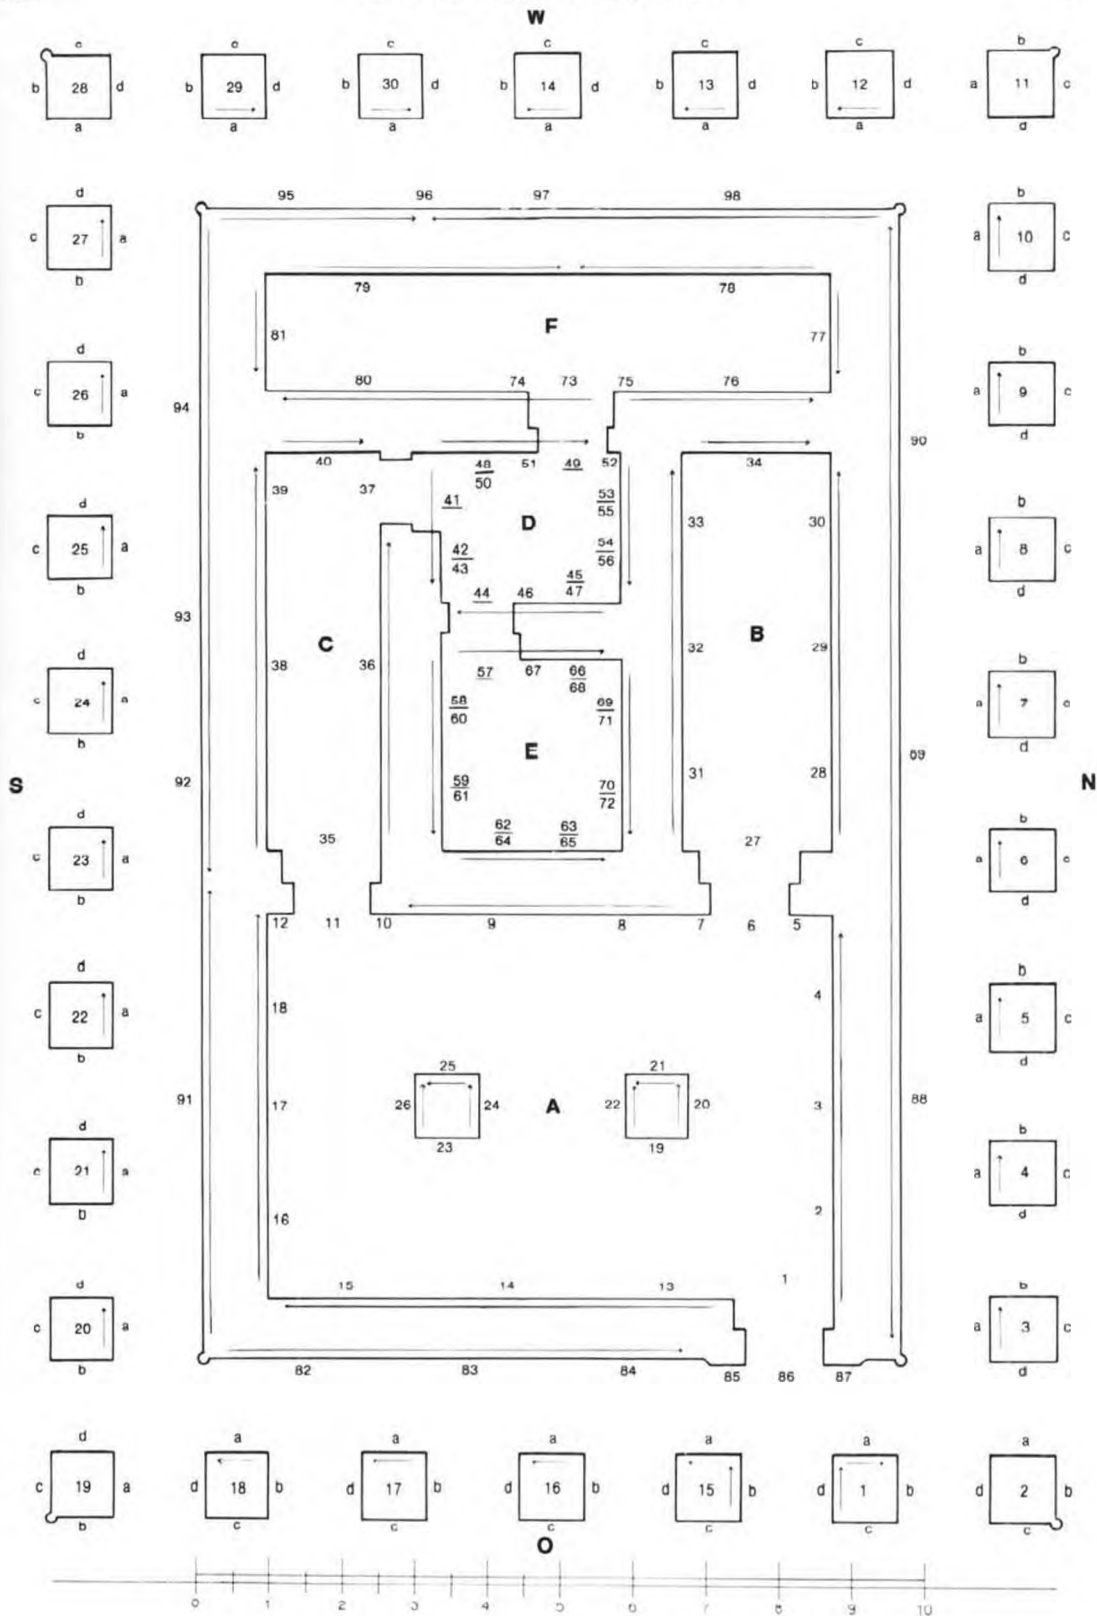 W
c c c c c c b
b 28 d b 29 d b 30 d b 14 d b 13 d b 12 d a 11 c
a a a a a a d
95 96 97 98
d b
c 27 a a 10 c
b d
79 78
81 F 77
d b
80 74 73 75 76
c 26 a a 9 c
94
b d
90
40 48 51 49 52 34
50
39 37 41 53
55
d b
33 30
D
c 25 a a 8 c
42 54
43 56
45
b d
44 46 47
93
C B
38 36 32 29
d b
57 67 66
68
c 24 a a 7 c
58 69
60 71
b d
E 89
31 28
S 92 N
59 70
61 72
d b
62 63
64 65
35 27
c 23 a a 6 c
b d
12 11 10 9 8 7 6 5
d b
18 4
c 22 a a 5 c
b d
25 21
91 17 26 24 A 22 20 3 88
23 19
d b
c 21 a a 4 c
b d
16 2
15 14 13 1
d b
c 20 a a 3 c
b d
82 83 84 85 86 87
d a a a a a a
c 19 a d 18 b d 17 b d 16 b d 15 b d 1 b d 2 b
b c c c c c c
O
0 1 2 3 4 5 6 7 8 9 10